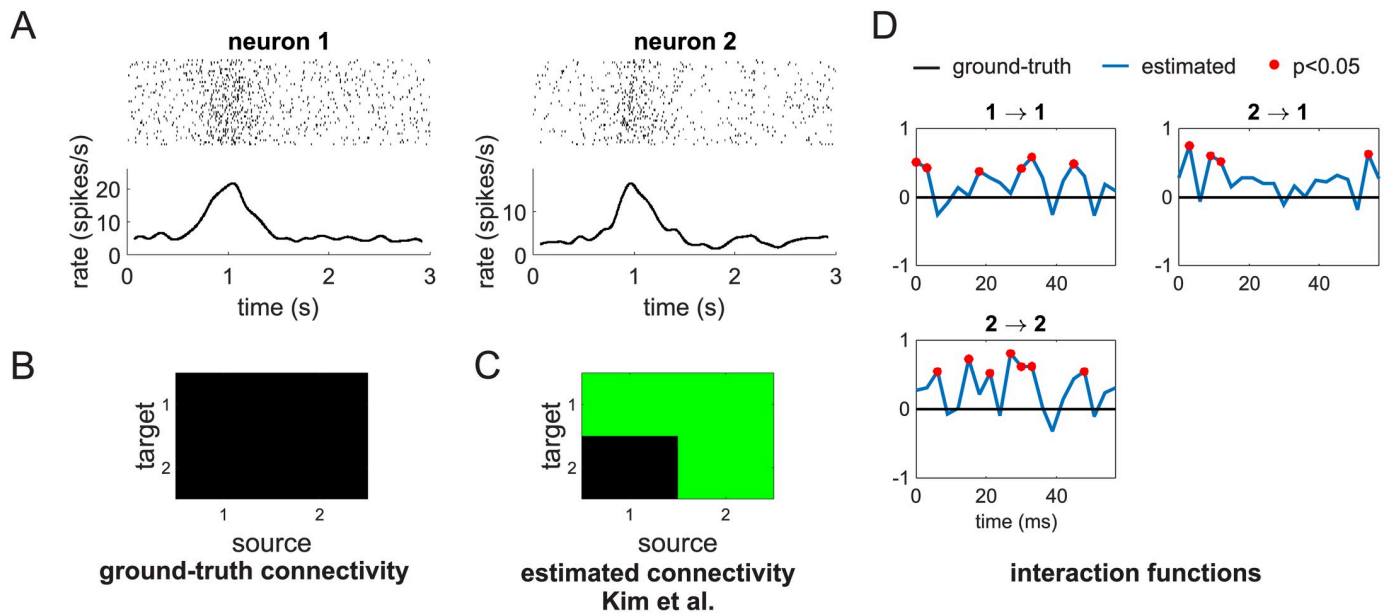 A
neuron 1
rate (spikes/s)
20
10
0
0 1 2 3
time (s)
neuron 2
rate (spikes/s)
10
0
0 1 2 3
time (s)
B
target
1
2
1 2
source
ground-truth connectivity
C
target
1
2
1 2
source
estimated connectivity
Kim et al.
D
ground-truth estimated p<0.05
1 → 1
1
0
-1
0 20 40
2 → 1
1
0
-1
0 20 40
2 → 2
1
0
-1
0 20 40
time (ms)
interaction functions